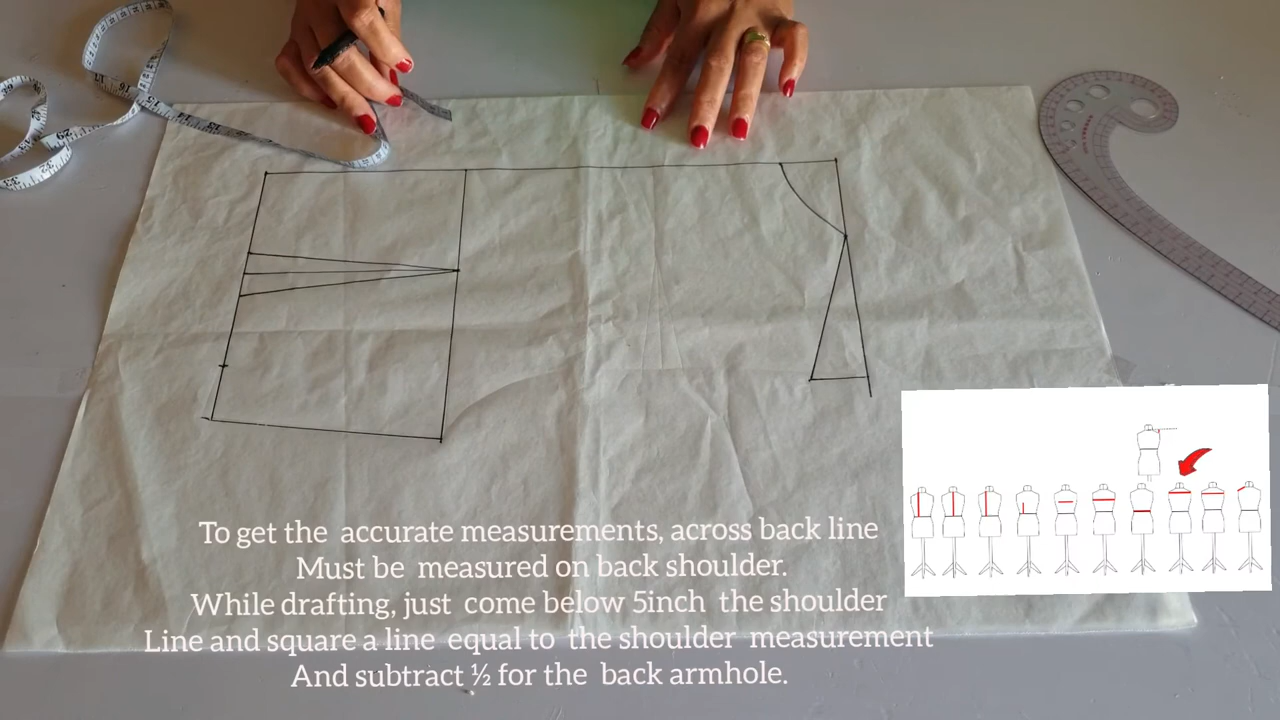 To get the accurate measurements, across back line
Must be measured on back shoulder.
While drafting, just come below 5inch the shoulder
Line and square a line equal to the shoulder measurement
And subtract ½ for the back armhole.